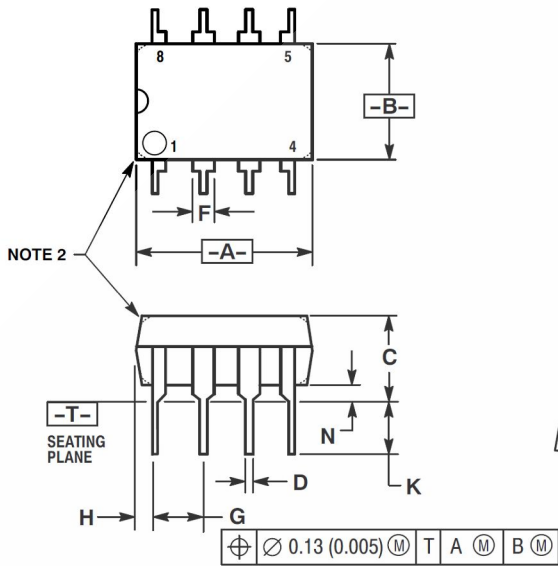 8 5
-B-
1 4
F
-A-
NOTE 2
C
-T-
N
SEATING
PLANE
D
K
H G
⌖ ⌀ 0.13 (0.005) Ⓜ T A Ⓜ B Ⓜ